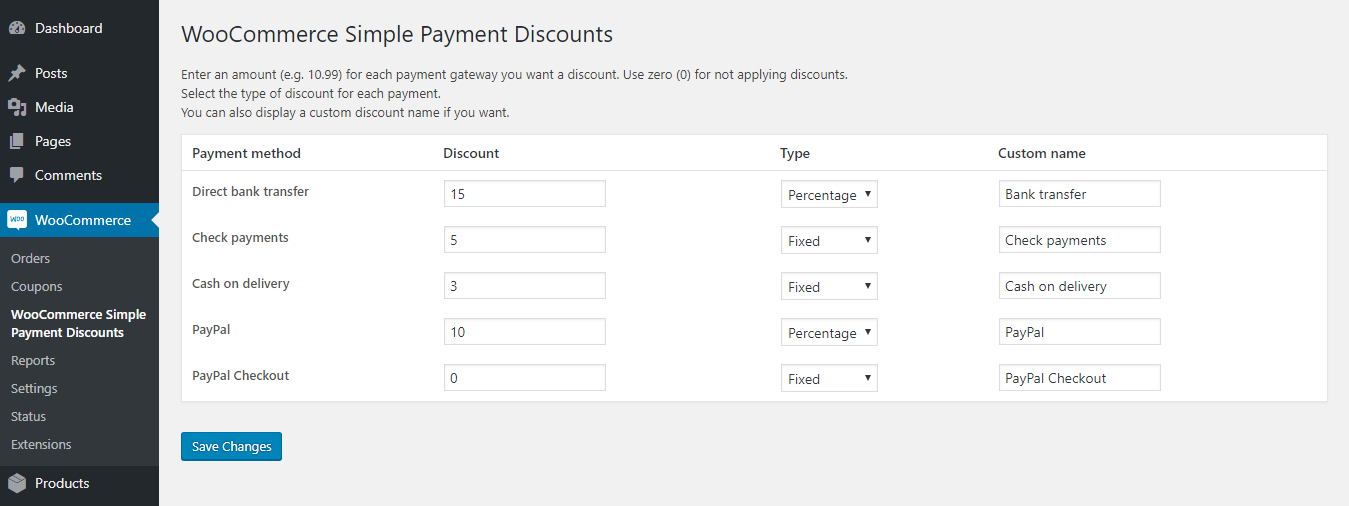 Dashboard
Posts
Media
Pages
Comments
Woo WooCommerce
Orders
Coupons
WooCommerce Simple
Payment Discounts
Reports
Settings
Status
Extensions
Products
WooCommerce Simple Payment Discounts
Enter an amount (e.g. 10.99) for each payment gateway you want a discount. Use zero (0) for not applying discounts.
Select the type of discount for each payment.
You can also display a custom discount name if you want.
Payment method Discount Type Custom name
Direct bank transfer 15 Percentage Bank transfer
Check payments 5 Fixed Check payments
Cash on delivery 3 Fixed Cash on delivery
PayPal 10 Percentage PayPal
PayPal Checkout 0 Fixed PayPal Checkout
Save Changes